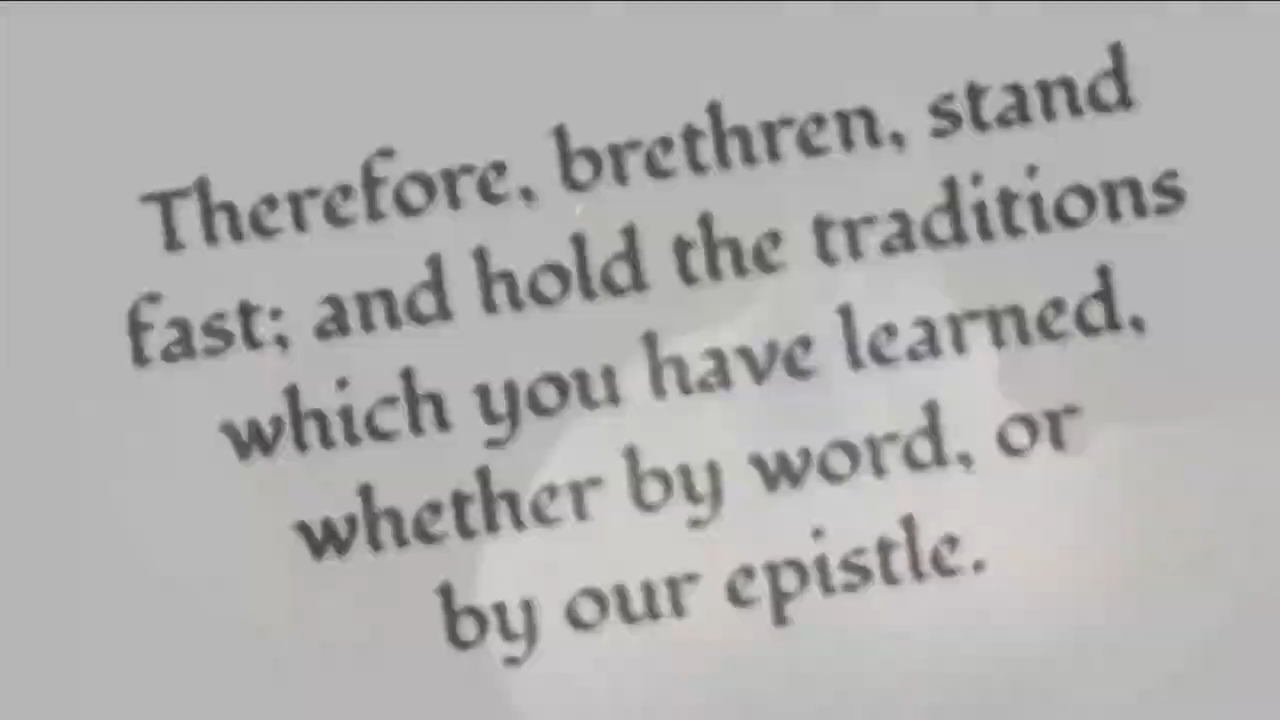 Therefore, brethren, stand
fast; and hold the traditions
which you have learned,
whether by word, or
by our epistle.